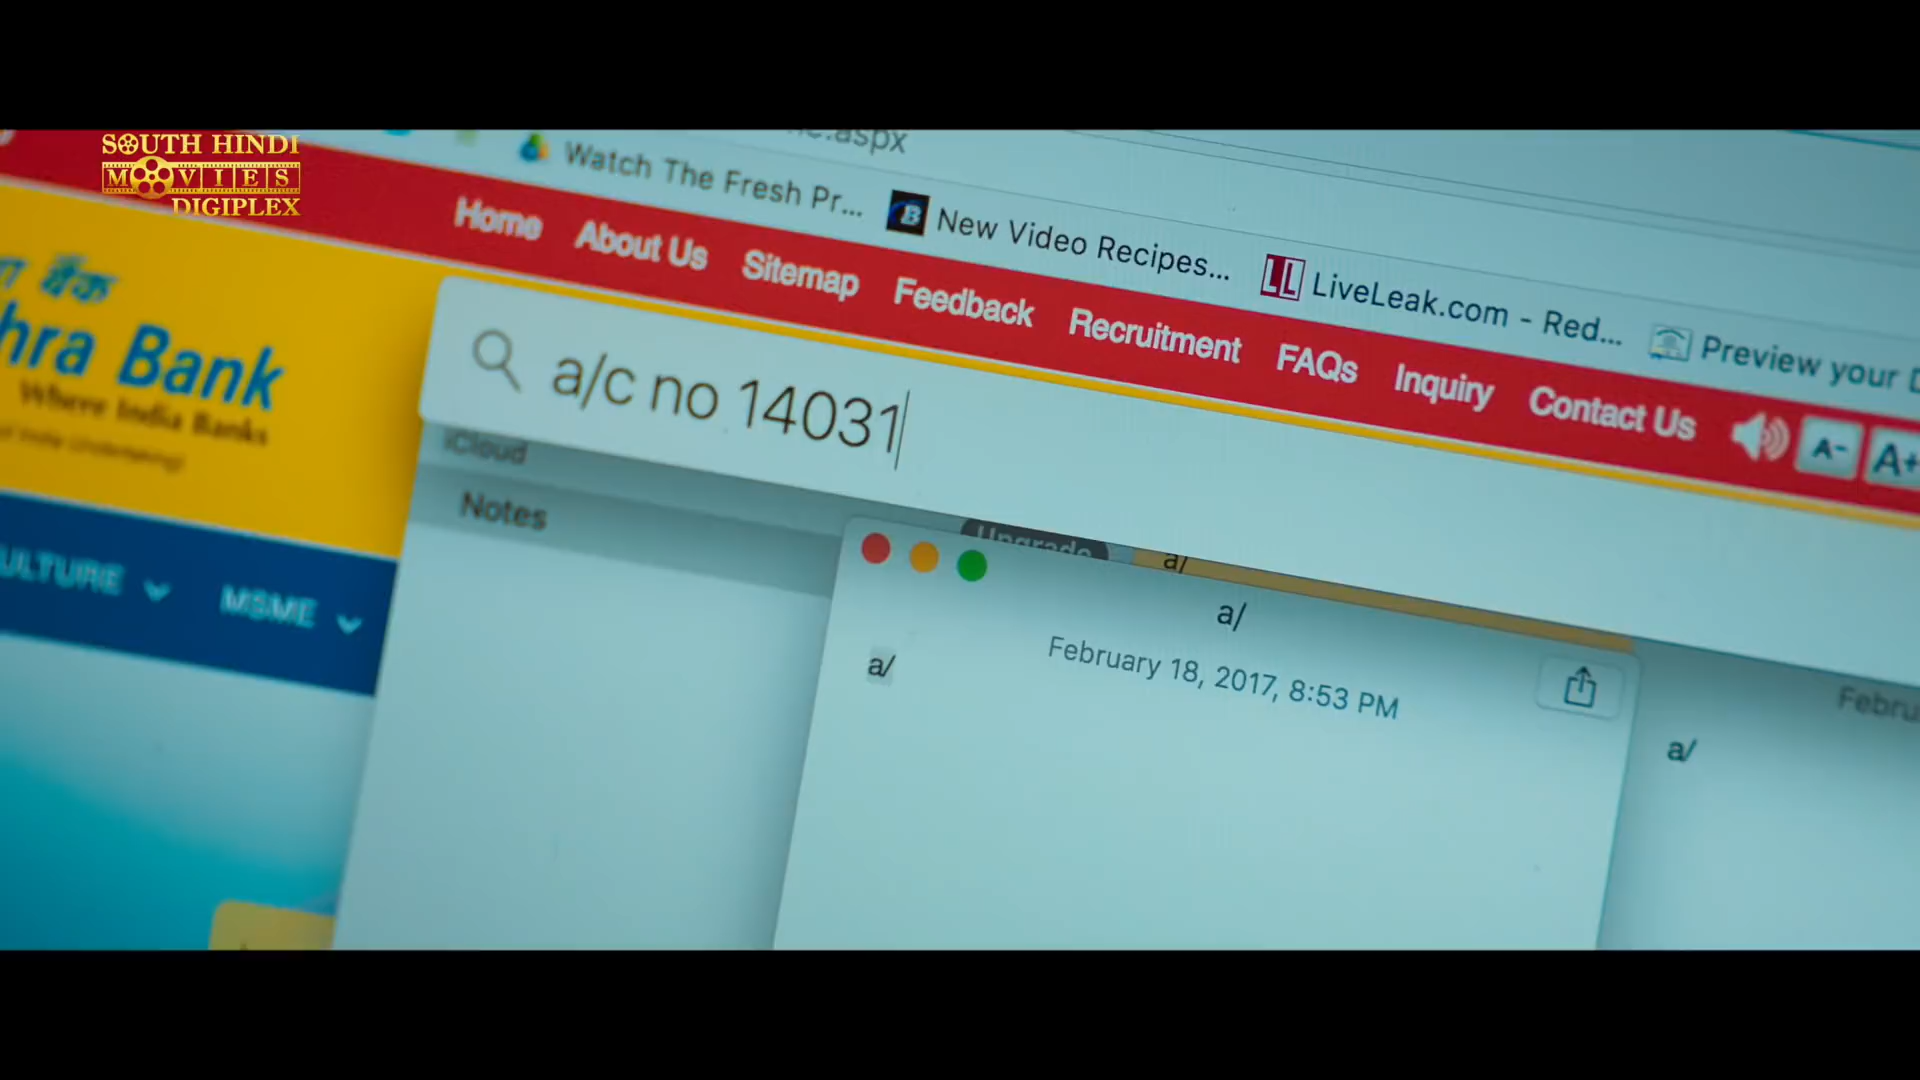 SOUTH HINDI
MOVIES
DIGIPLEX
.aspx
Watch The Fresh Pr...
New Video Recipes...
LiveLeak.com - Red...
Preview your
Home
About Us
Sitemap
Feedback
Recruitment
FAQs
Inquiry
Contact Us
A-
A+
बैंक
hra Bank
Where India Banks
a/c no 14031
iCloud
Notes
ULTURE
MSME
Upgrade
a/
a/
February 18, 2017, 8:53 PM
a/
Febru
a/